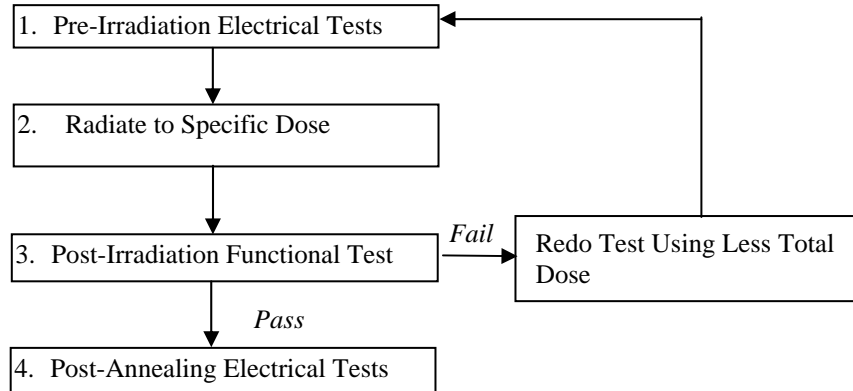 1. Pre-Irradiation Electrical Tests
2. Radiate to Specific Dose
3. Post-Irradiation Functional Test
Fail
Redo Test Using Less Total
Dose
Pass
4. Post-Annealing Electrical Tests